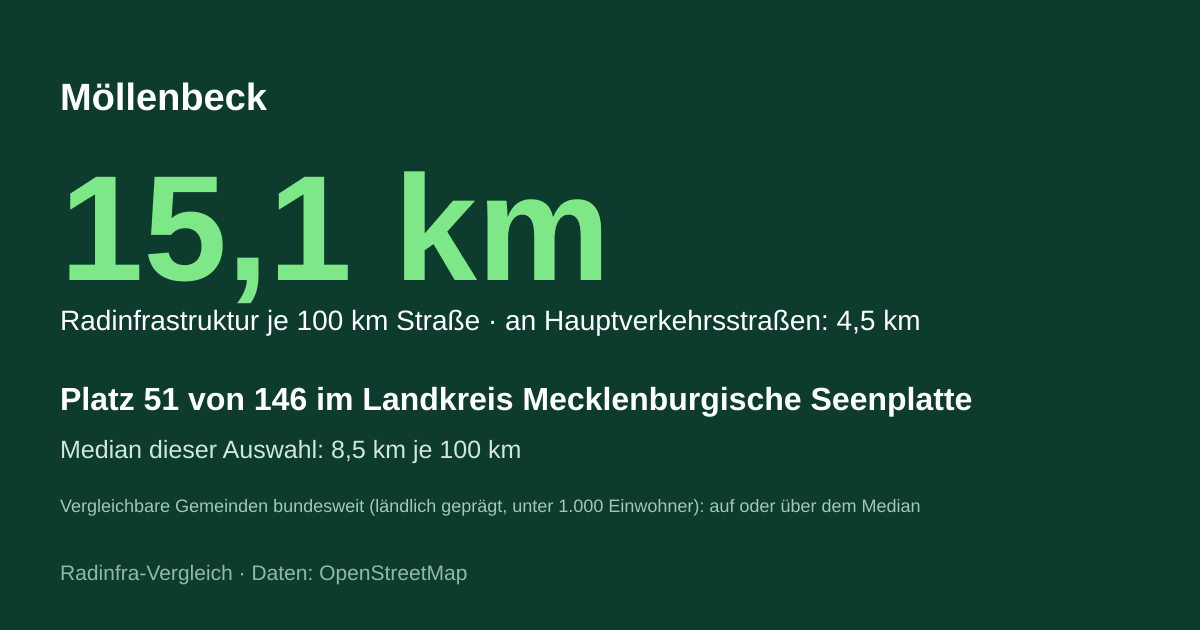 Möllenbeck
15,1 km
Radinfrastruktur je 100 km Straße · an Hauptverkehrsstraßen: 4,5 km
Platz 51 von 146 im Landkreis Mecklenburgische Seenplatte
Median dieser Auswahl: 8,5 km je 100 km
Vergleichbare Gemeinden bundesweit (ländlich geprägt, unter 1.000 Einwohner): auf oder über dem Median
Radinfra-Vergleich · Daten: OpenStreetMap